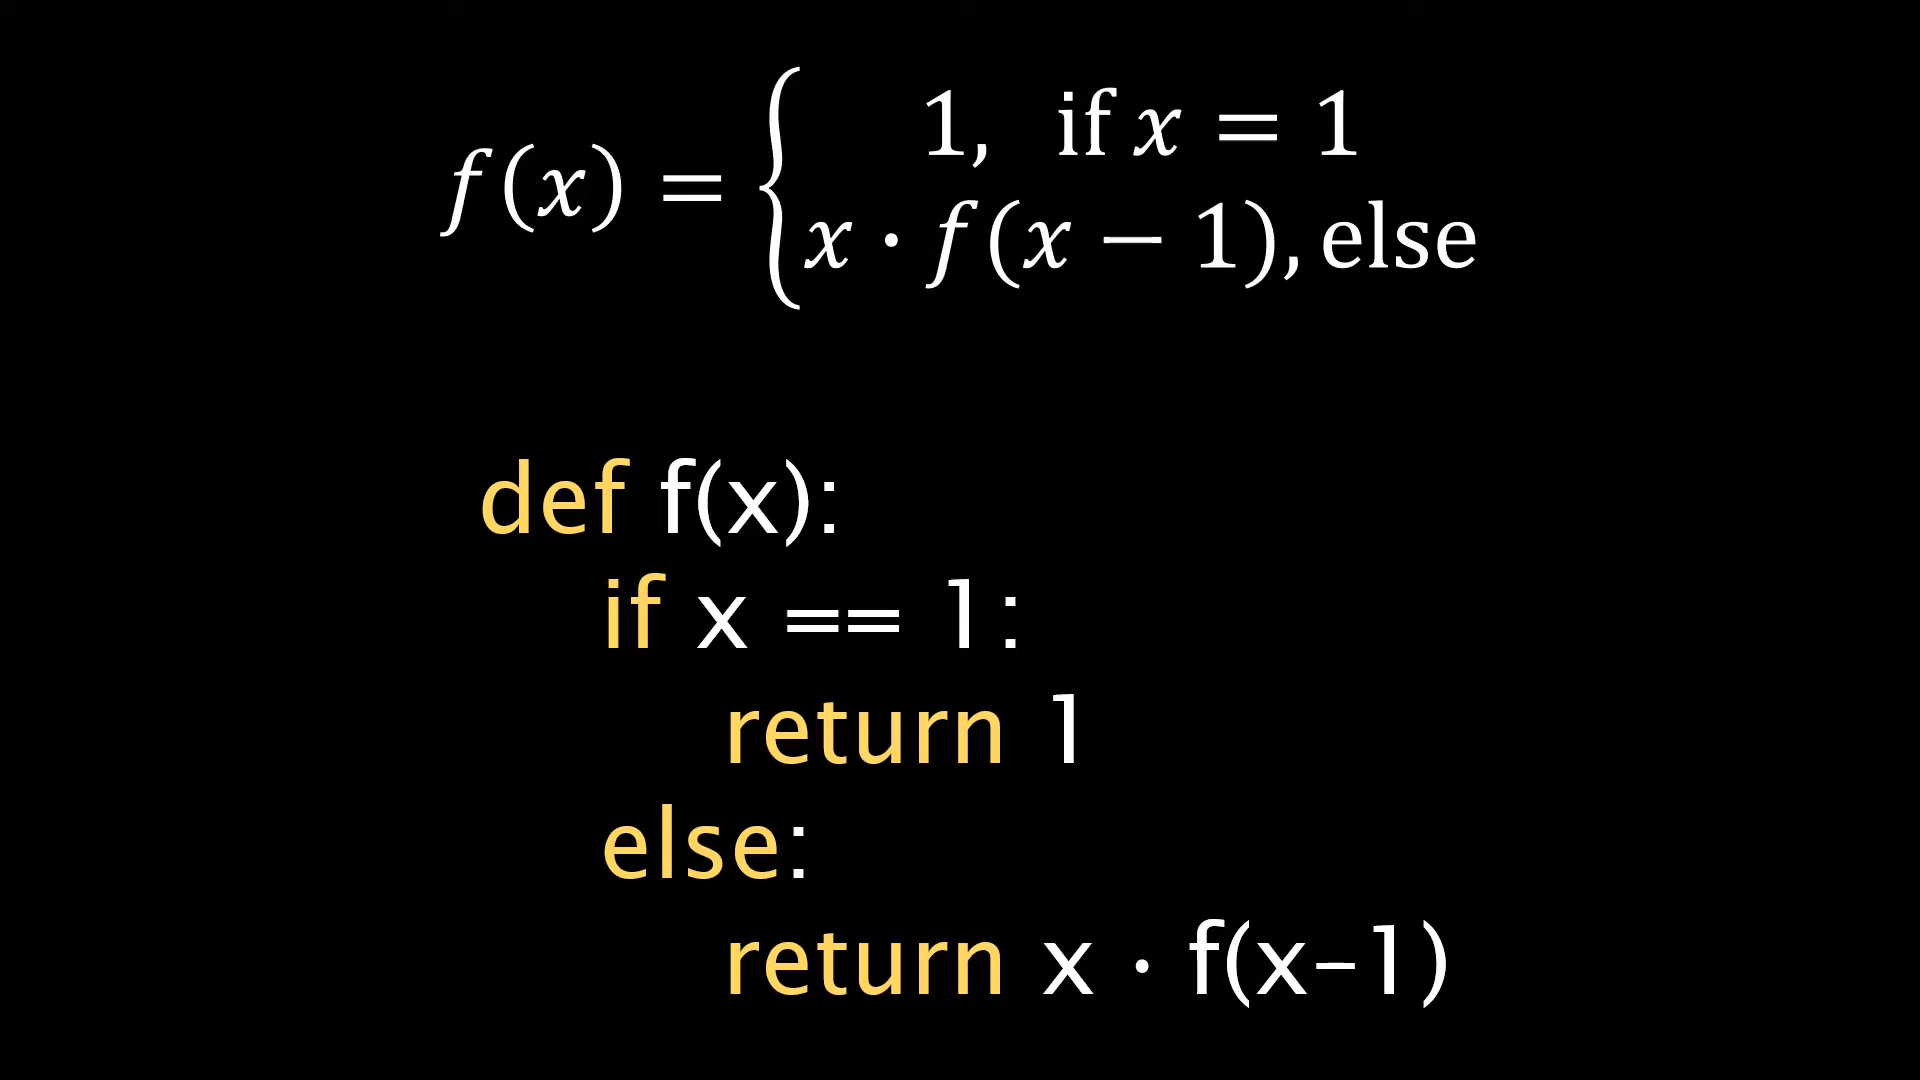 f(x) = { 1, if x = 1
x · f(x − 1), else
def f(x):
if x == 1:
return 1
else:
return x · f(x-1)